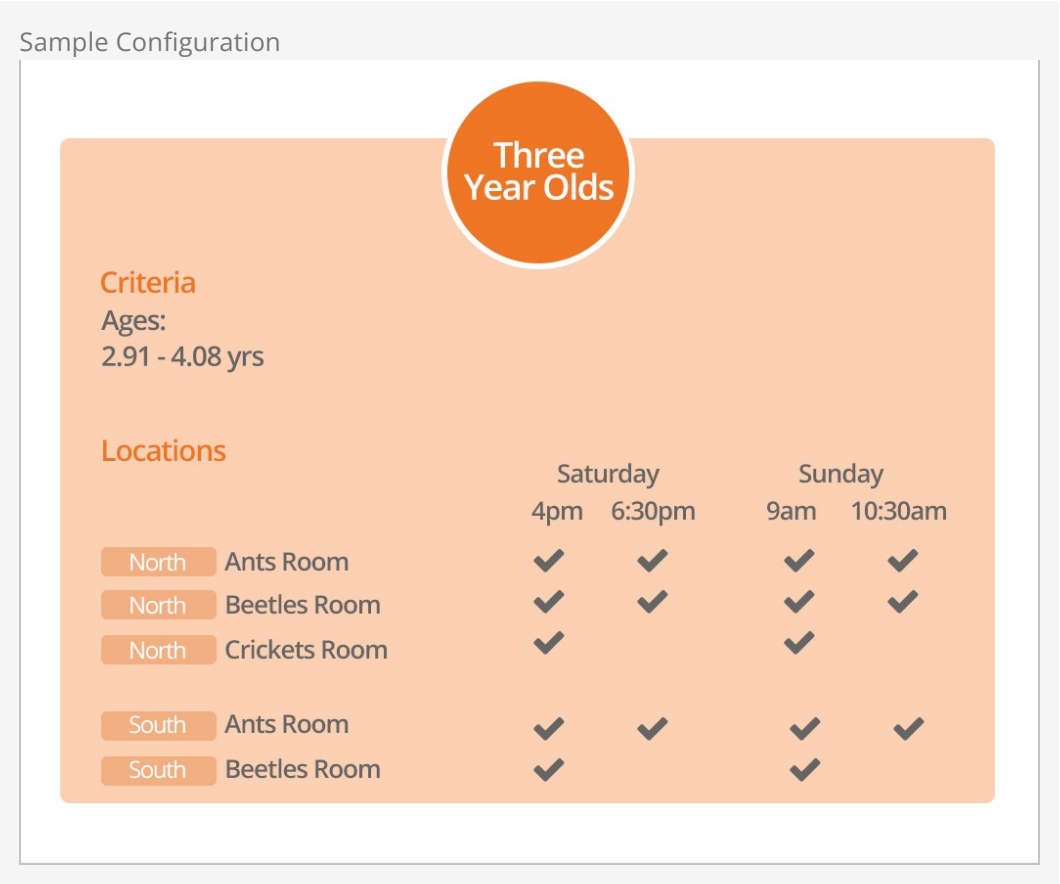 Sample Configuration
Three
Year Olds
Criteria
Ages:
2.91 - 4.08 yrs
Locations
Saturday Sunday
4pm 6:30pm 9am 10:30am
North Ants Room
North Beetles Room
North Crickets Room
South Ants Room
South Beetles Room